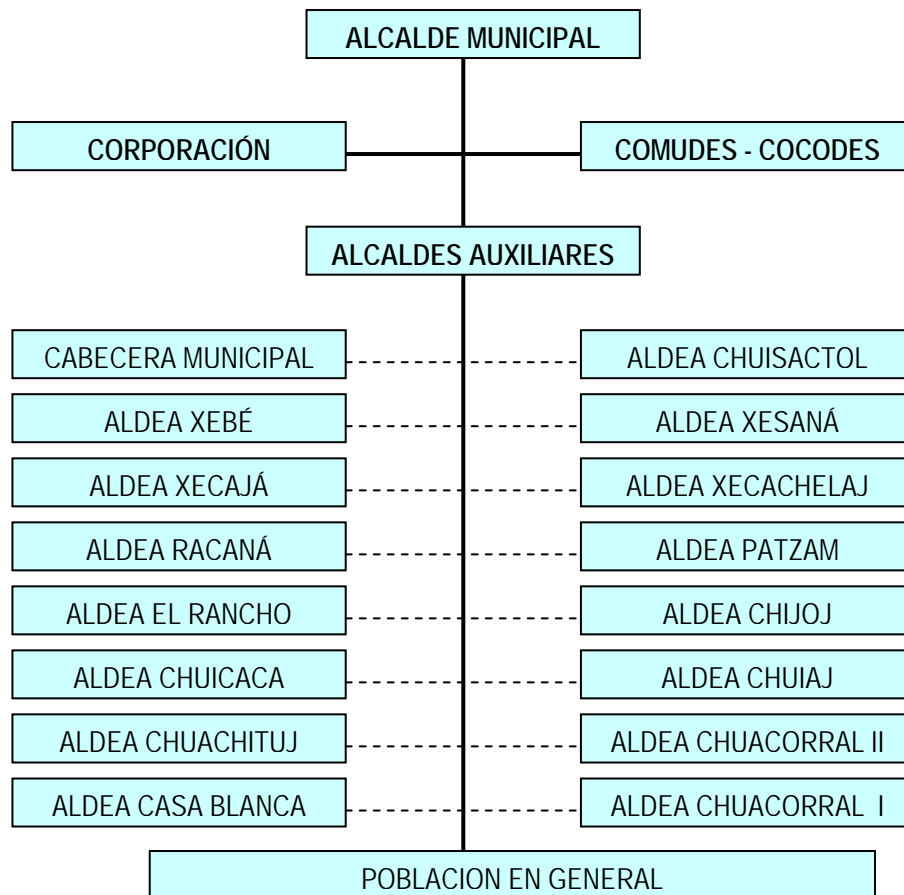 ALCALDE MUNICIPAL
CORPORACIÓN
COMUDES - COCODES
ALCALDES AUXILIARES
CABECERA MUNICIPAL
ALDEA CHUISACTOL
ALDEA XEBÉ
ALDEA XESANÁ
ALDEA XECAJÁ
ALDEA XECACHELAJ
ALDEA RACANÁ
ALDEA PATZAM
ALDEA EL RANCHO
ALDEA CHIJOJ
ALDEA CHUICACA
ALDEA CHUIAJ
ALDEA CHUACHITUJ
ALDEA CHUACORRAL II
ALDEA CASA BLANCA
ALDEA CHUACORRAL I
POBLACION EN GENERAL